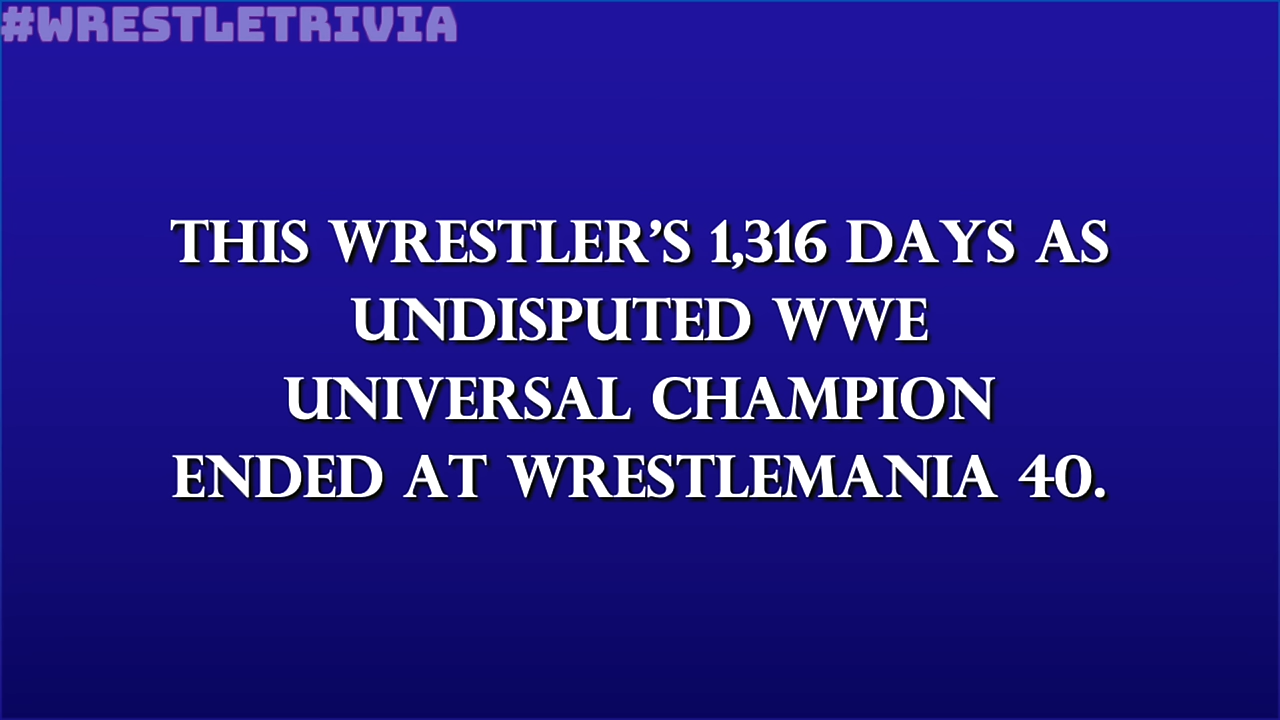 #WRESTLETRIVIA
THIS WRESTLER'S 1,316 DAYS AS
UNDISPUTED WWE
UNIVERSAL CHAMPION
ENDED AT WRESTLEMANIA 40.